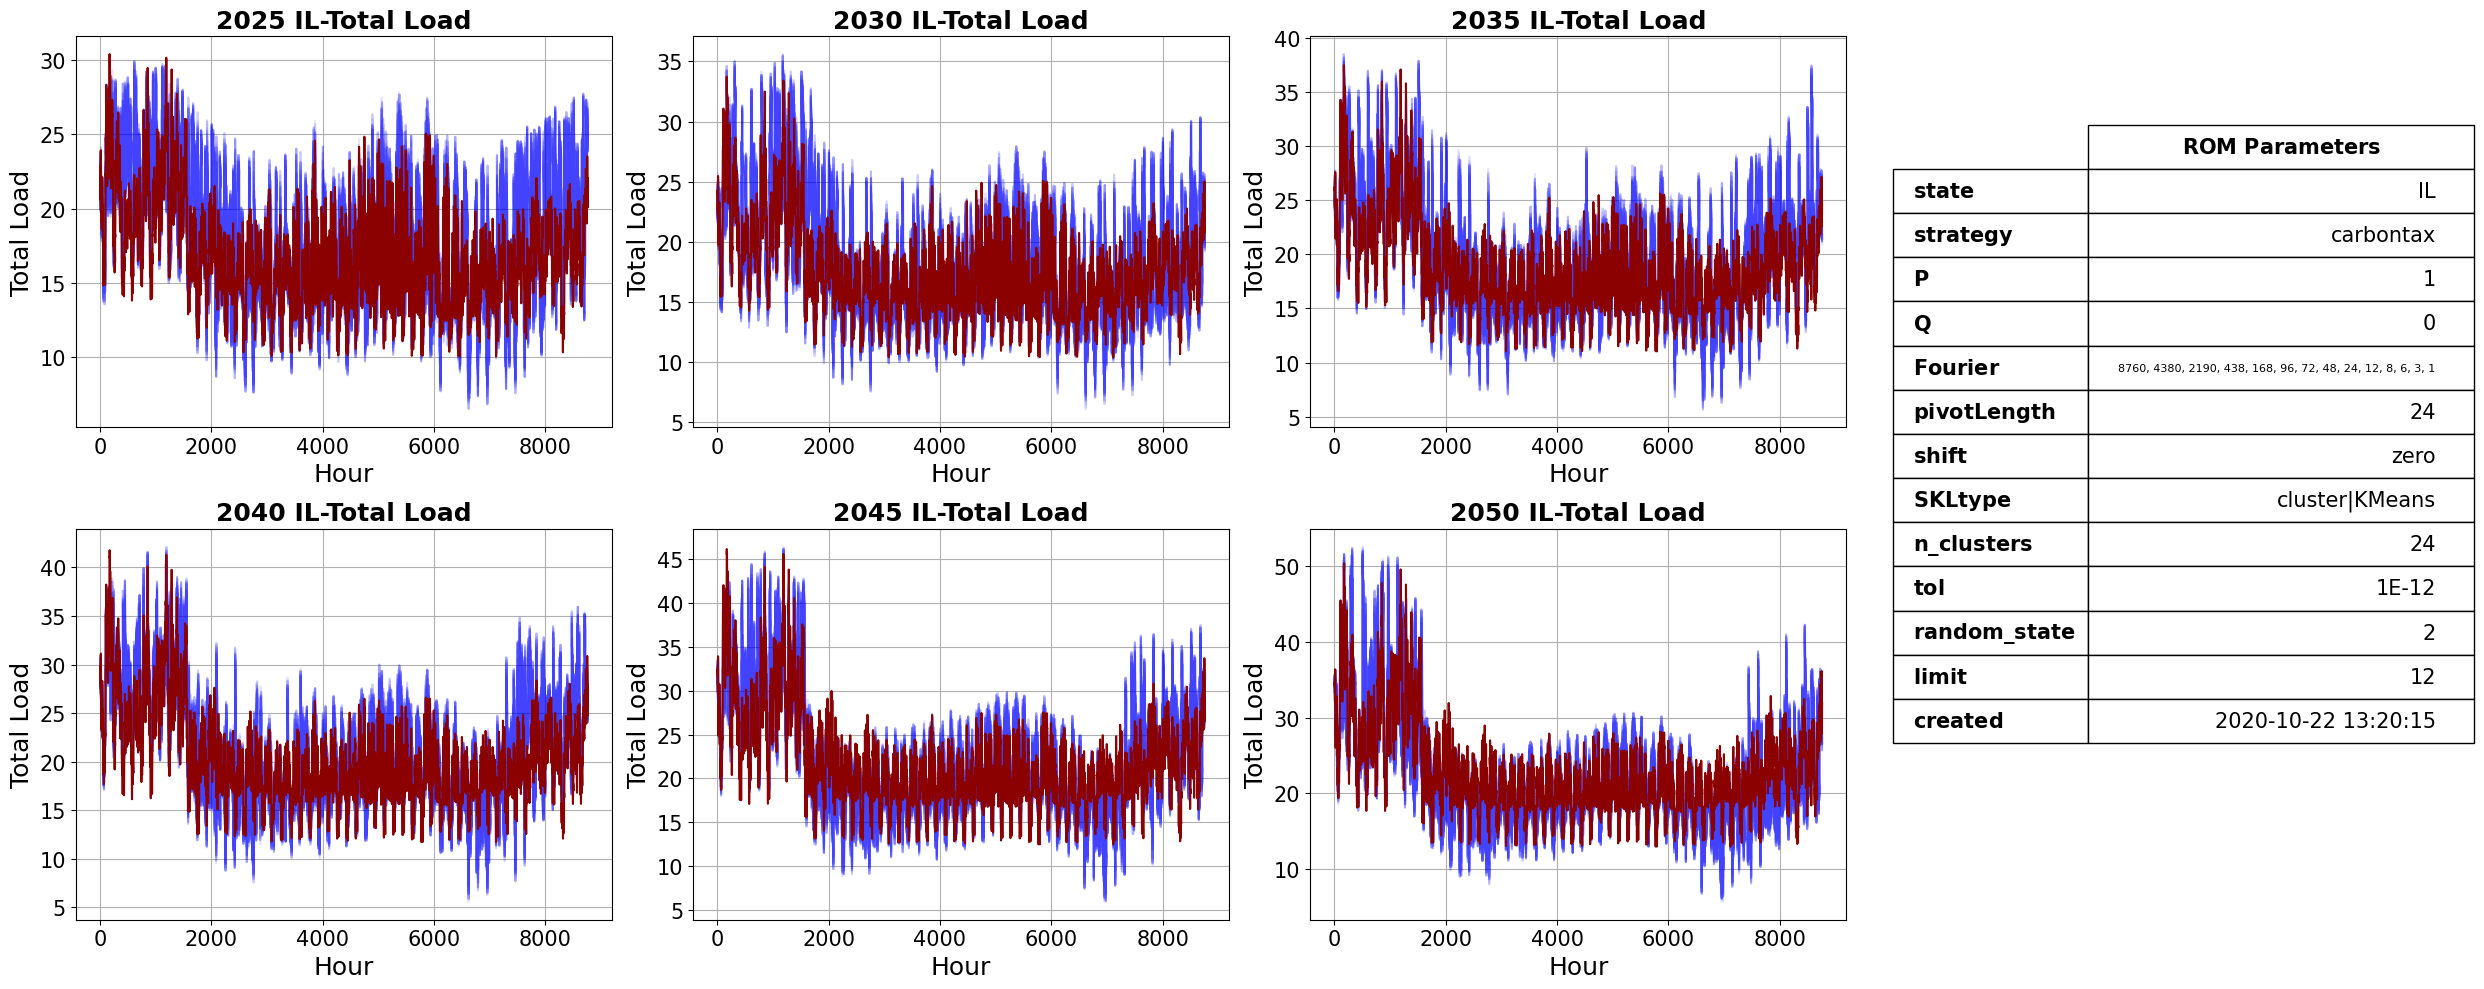 2025 IL-Total Load
30
25
20
15
10
Total Load
0 2000 4000 6000 8000
Hour
2030 IL-Total Load
35
30
25
20
15
10
5
Total Load
0 2000 4000 6000 8000
Hour
2035 IL-Total Load
40
35
30
25
20
15
10
5
Total Load
0 2000 4000 6000 8000
Hour
2040 IL-Total Load
40
35
30
25
20
15
10
5
Total Load
0 2000 4000 6000 8000
Hour
2045 IL-Total Load
45
40
35
30
25
20
15
10
5
Total Load
0 2000 4000 6000 8000
Hour
2050 IL-Total Load
50
40
30
20
10
Total Load
0 2000 4000 6000 8000
Hour
ROM Parameters
state IL
strategy carbontax
P 1
Q 0
Fourier 8760, 4380, 2190, 438, 168, 96, 72, 48, 24, 12, 8, 6, 3, 1
pivotLength 24
shift zero
SKLtype cluster|KMeans
n_clusters 24
tol 1E-12
random_state 2
limit 12
created 2020-10-22 13:20:15